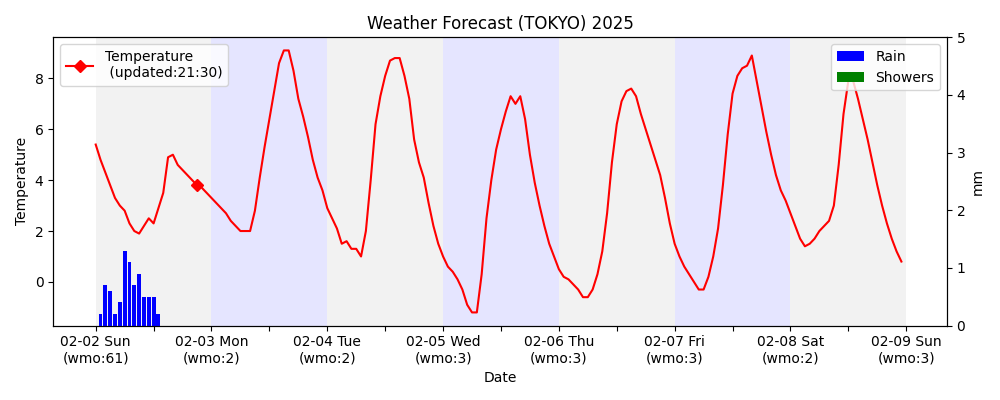 Weather Forecast (TOKYO) 2025
Temperature
(updated:21:30)
Rain
Showers
Temperature
8
6
4
2
0
5
4
3
2
1
0
mm
02-02 Sun
(wmo:61)
02-03 Mon
(wmo:2)
02-04 Tue
(wmo:2)
02-05 Wed
(wmo:3)
02-06 Thu
(wmo:3)
02-07 Fri
(wmo:3)
02-08 Sat
(wmo:2)
02-09 Sun
(wmo:3)
Date